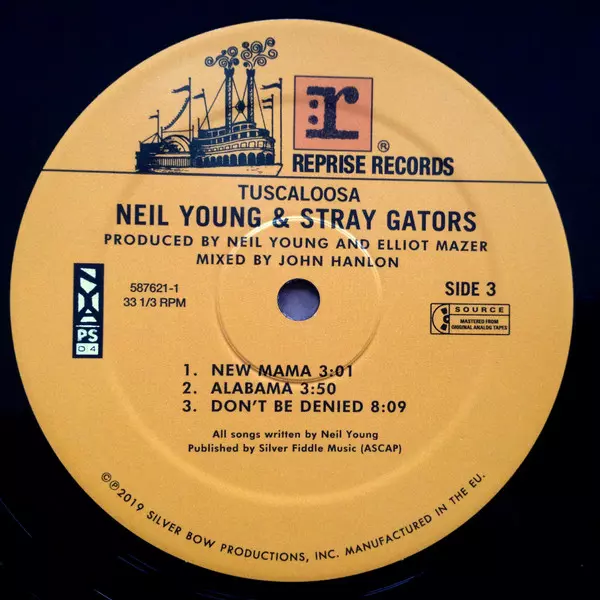 r
®
REPRISE RECORDS
TUSCALOOSA
NEIL YOUNG & STRAY GATORS
PRODUCED BY NEIL YOUNG AND ELLIOT MAZER
MIXED BY JOHN HANLON
587621-1
33 1/3 RPM
SIDE 3
NYA
PS
04
SOURCE
MASTERED FROM
ORIGINAL ANALOG TAPES
1. NEW MAMA 3:01
2. ALABAMA 3:50
3. DON'T BE DENIED 8:09
All songs written by Neil Young
Published by Silver Fiddle Music (ASCAP)
©℗2019 SILVER BOW PRODUCTIONS, INC. MANUFACTURED IN THE EU.